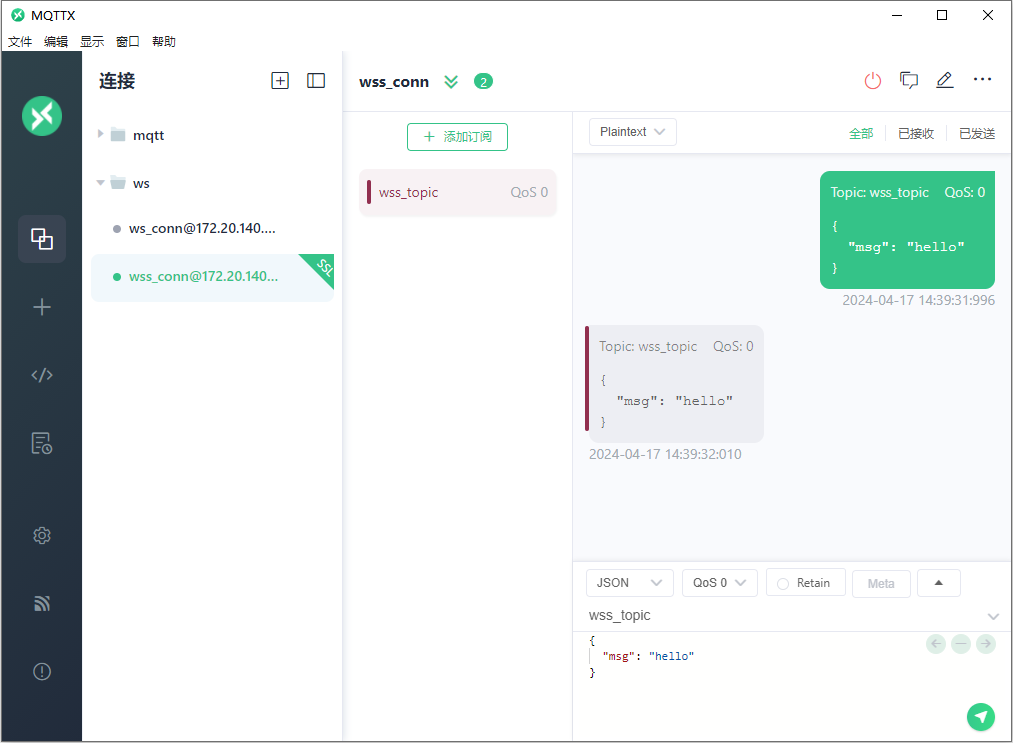 MQTTX
文件 编辑 显示 窗口 帮助
连接
mqtt
ws
ws_conn@172.20.140....
wss_conn@172.20.140...
SSL
wss_conn 2
添加订阅
wss_topic QoS 0
Plaintext 全部 已接收 已发送
Topic: wss_topic QoS: 0
{
"msg": "hello"
}
2024-04-17 14:39:31:996
Topic: wss_topic QoS: 0
{
"msg": "hello"
}
2024-04-17 14:39:32:010
JSON QoS 0 Retain Meta
wss_topic
{
"msg": "hello"
}